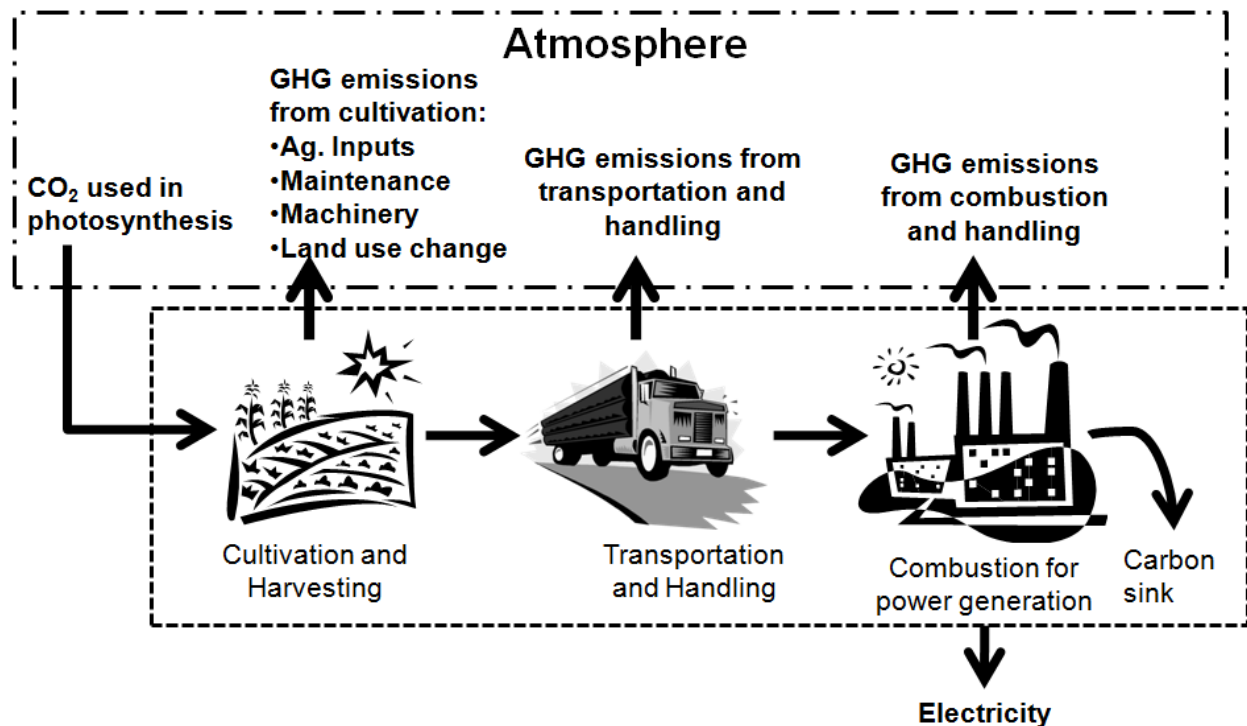 Atmosphere
GHG emissions
from cultivation:
•Ag. Inputs
•Maintenance
•Machinery
•Land use change
CO₂ used in
photosynthesis
GHG emissions from
transportation and
handling
GHG emissions
from combustion
and handling
Cultivation and
Harvesting
Transportation
and Handling
Combustion for
power generation
Carbon
sink
Electricity